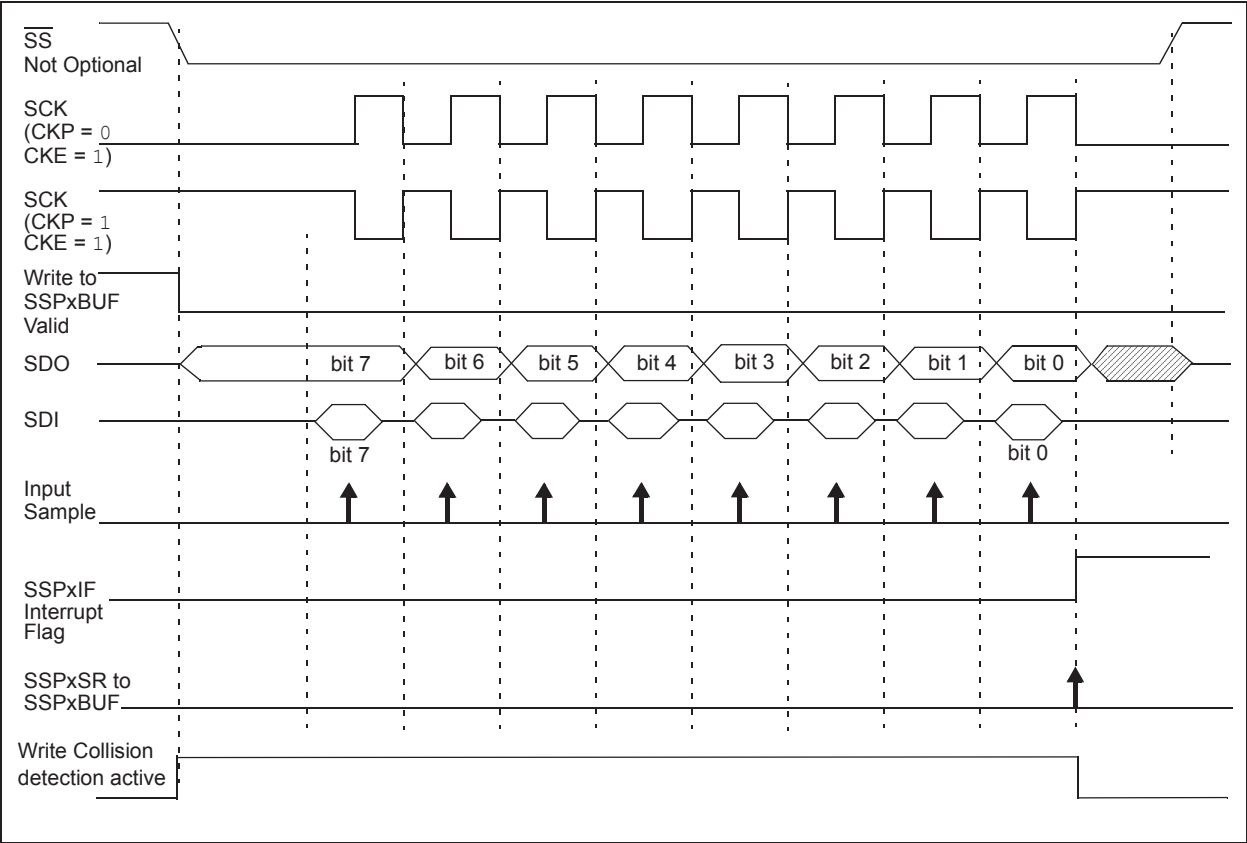 SS
Not Optional
SCK
(CKP = 0
CKE = 1)
SCK
(CKP = 1
CKE = 1)
Write to
SSPxBUF
Valid
SDO
bit 7 bit 6 bit 5 bit 4 bit 3 bit 2 bit 1 bit 0
SDI
bit 7 bit 0
Input
Sample
SSPxIF
Interrupt
Flag
SSPxSR to
SSPxBUF
Write Collision
detection active